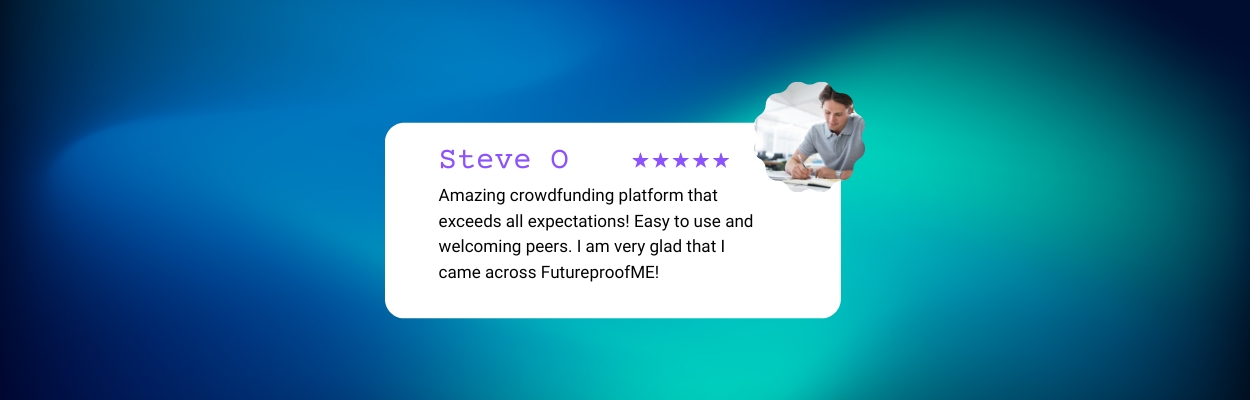 Steve O ★★★★★
Amazing crowdfunding platform that
exceeds all expectations! Easy to use and
welcoming peers. I am very glad that I
came across FutureproofME!